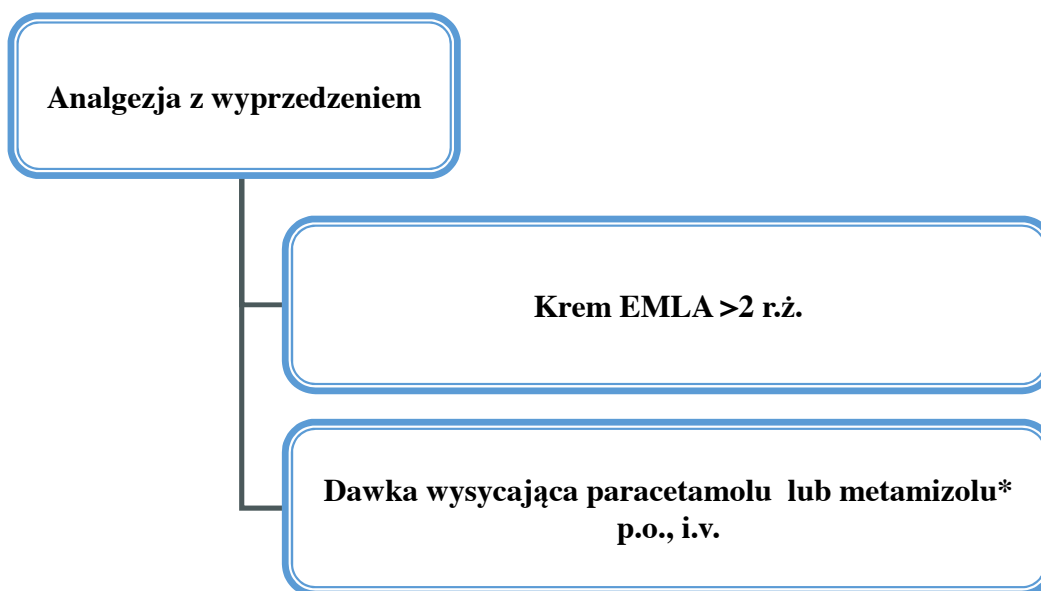 Analgezja z wyprzedzeniem
Krem EMLA >2 r.ż.
Dawka wysycająca paracetamolu lub metamizolu*
p.o., i.v.